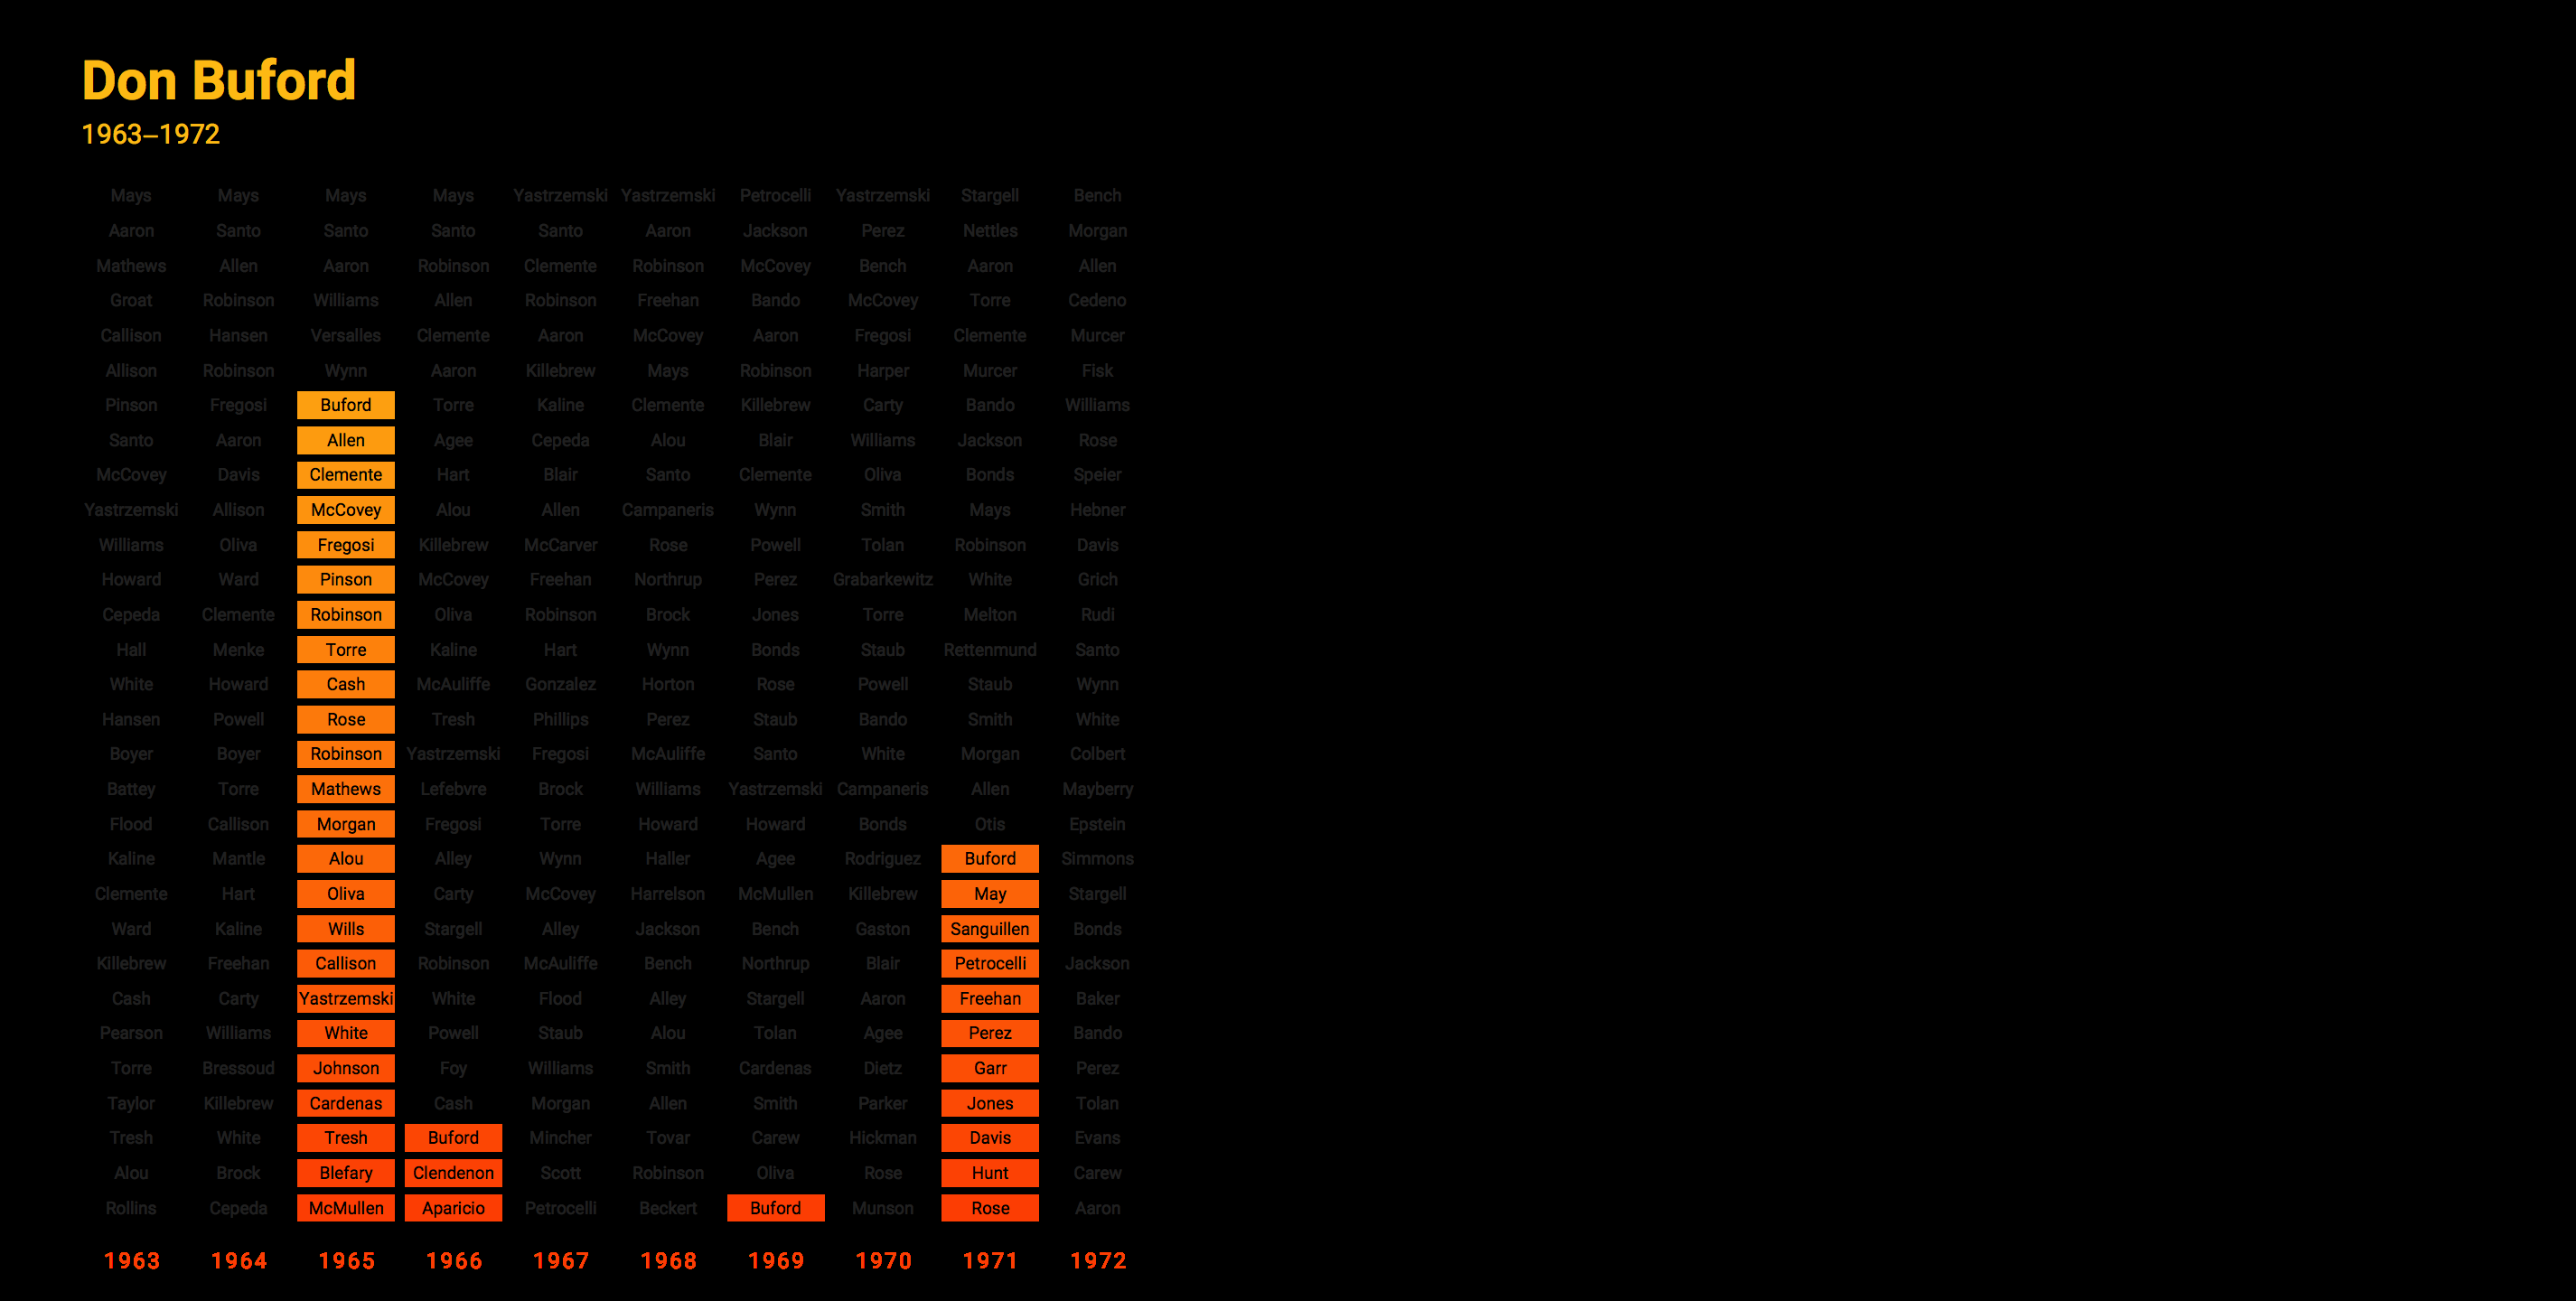 Don Buford
1963–1972
Mays Mays Mays Mays Yastrzemski Yastrzemski Petrocelli Yastrzemski Stargell Bench
Aaron Santo Santo Santo Santo Aaron Jackson Perez Nettles Morgan
Mathews Allen Aaron Robinson Clemente Robinson McCovey Bench Aaron Allen
Groat Robinson Williams Allen Robinson Freehan Bando McCovey Torre Cedeno
Callison Hansen Versalles Clemente Aaron McCovey Aaron Fregosi Clemente Murcer
Allison Robinson Wynn Aaron Killebrew Mays Robinson Harper Murcer Fisk
Pinson Fregosi Buford Torre Kaline Clemente Killebrew Carty Bando Williams
Santo Aaron Allen Agee Cepeda Alou Blair Williams Jackson Rose
McCovey Davis Clemente Hart Blair Santo Clemente Oliva Bonds Speier
Yastrzemski Allison McCovey Alou Allen Campaneris Wynn Smith Mays Hebner
Williams Oliva Fregosi Killebrew McCarver Rose Powell Tolan Robinson Davis
Howard Ward Pinson McCovey Freehan Northrup Perez Grabarkewitz White Grich
Cepeda Clemente Robinson Oliva Robinson Brock Jones Torre Melton Rudi
Hall Menke Torre Kaline Hart Wynn Bonds Staub Rettenmund Santo
White Howard Cash McAuliffe Gonzalez Horton Rose Powell Staub Wynn
Hansen Powell Rose Tresh Phillips Perez Staub Bando Smith White
Boyer Boyer Robinson Yastrzemski Fregosi McAuliffe Santo White Morgan Colbert
Battey Torre Mathews Lefebvre Brock Williams Yastrzemski Campaneris Allen Mayberry
Flood Callison Morgan Fregosi Torre Howard Howard Bonds Otis Epstein
Kaline Mantle Alou Alley Wynn Haller Agee Rodriguez Buford Simmons
Clemente Hart Oliva Carty McCovey Harrelson McMullen Killebrew May Stargell
Ward Kaline Wills Stargell Alley Jackson Bench Gaston Sanguillen Bonds
Killebrew Freehan Callison Robinson McAuliffe Bench Northrup Blair Petrocelli Jackson
Cash Carty Yastrzemski White Flood Alley Stargell Aaron Freehan Baker
Pearson Williams White Powell Staub Alou Tolan Agee Perez Bando
Torre Bressoud Johnson Foy Williams Smith Cardenas Dietz Garr Perez
Taylor Killebrew Cardenas Cash Morgan Allen Smith Parker Jones Tolan
Tresh White Tresh Buford Mincher Tovar Carew Hickman Davis Evans
Alou Brock Blefary Clendenon Scott Robinson Oliva Rose Hunt Carew
Rollins Cepeda McMullen Aparicio Petrocelli Beckert Buford Munson Rose Aaron
1963 1964 1965 1966 1967 1968 1969 1970 1971 1972